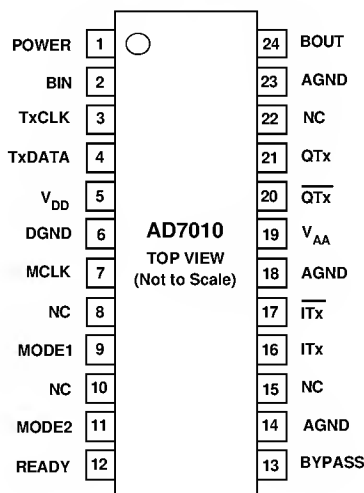 POWER 1 24 BOUT
BIN 2 23 AGND
TxCLK 3 22 NC
TxDATA 4 21 QTx
VDD 5 20 Q̅T̅x̅
DGND 6 AD7010 19 VAA
TOP VIEW
MCLK 7 (Not to Scale) 18 AGND
NC 8 17 I̅T̅x̅
MODE1 9 16 ITx
NC 10 15 NC
MODE2 11 14 AGND
READY 12 13 BYPASS